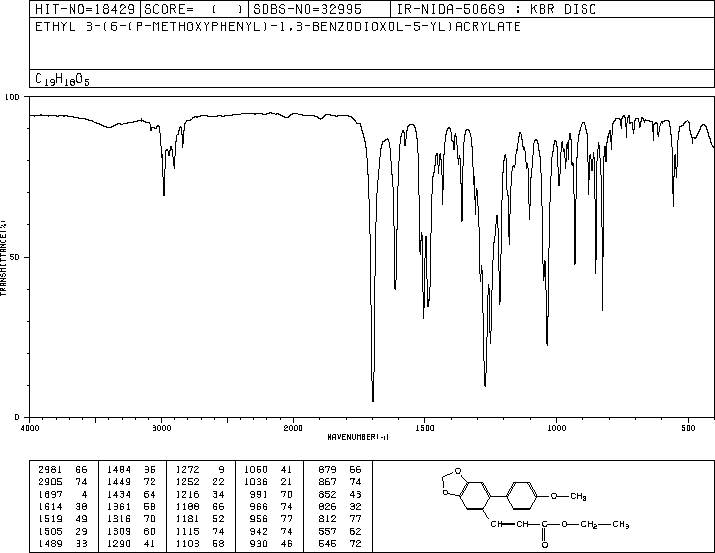 HIT-NO=18429 SCORE= ( ) SDBS-NO=32995 IR-NIDA-50669 : KBR DISC
ETHYL 3-(6-(P-METHOXYPHENYL)-1,3-BENZODIOXOL-5-YL)ACRYLATE
C19H18O5
100
50
0
TRANSMITTANCE(%)
4000 3000 2000 1500 1000 500
WAVENUMBER(-1)
2981 66 1484 36 1272 9 1060 41 879 66
2905 74 1449 72 1252 22 1036 21 867 74
1697 4 1434 64 1216 34 991 70 852 43
1614 38 1361 58 1188 66 966 74 826 32
1519 49 1316 70 1181 52 956 77 812 77
1505 29 1309 60 1115 74 942 74 557 62
1489 33 1290 41 1103 58 930 46 546 72
O
O
O—CH3
CH═CH—C—O—CH2—CH3
O